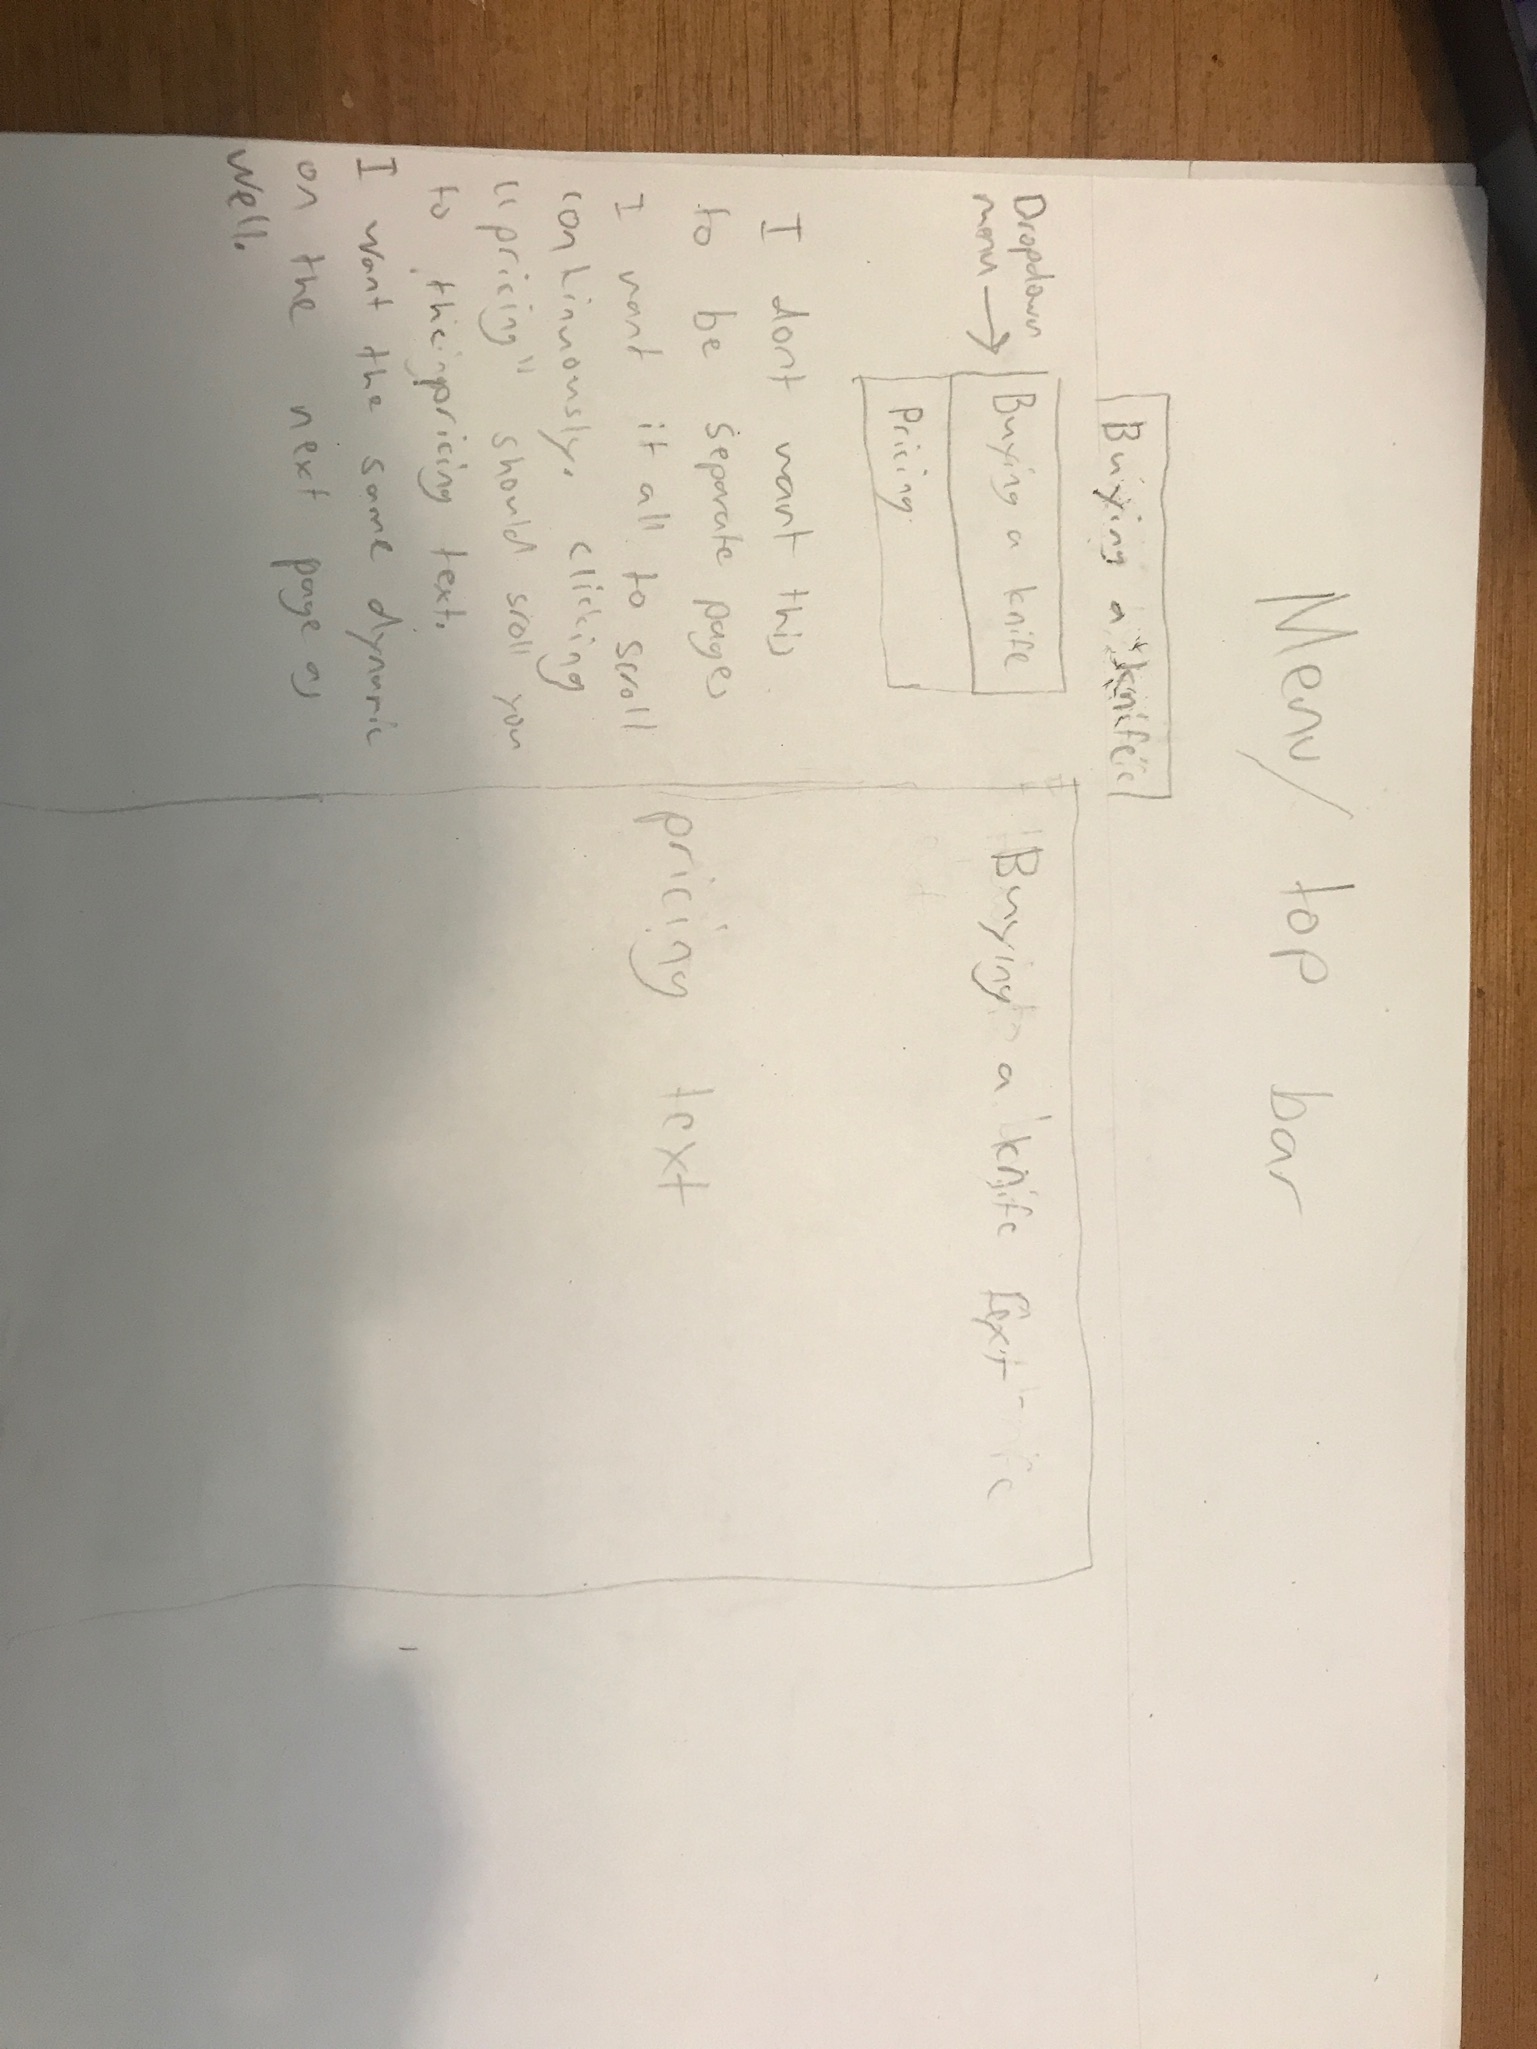 Menu/top bar
Buying a knife
Dropdown
menu →
Buying a knife
Pricing
Buying a knife text
pricing text
I dont want this
to be separate pages
I want it all to scroll
continuously. clicking
"pricing" should sroll you
to the pricing text.
I want the same dynamic
on the next page as
well.